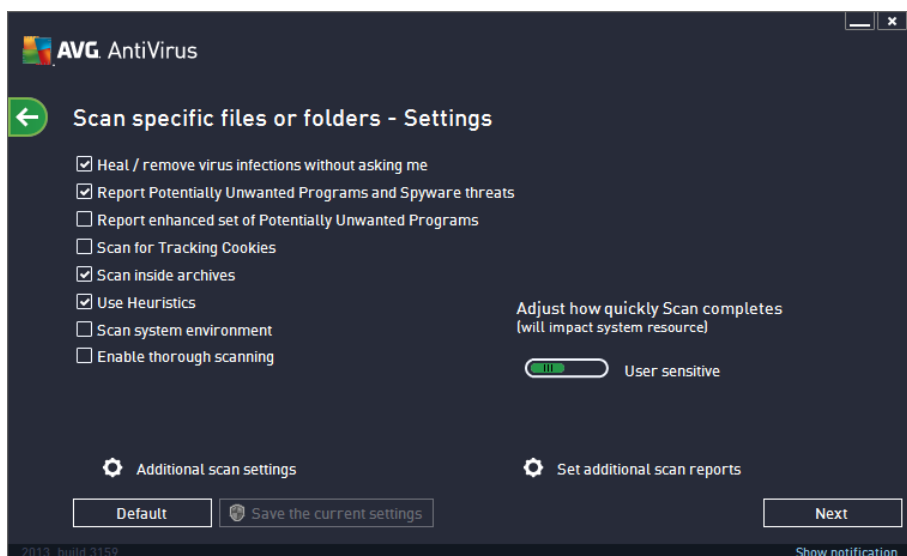 AVG. AntiVirus
Scan specific files or folders - Settings
Heal / remove virus infections without asking me
Report Potentially Unwanted Programs and Spyware threats
Report enhanced set of Potentially Unwanted Programs
Scan for Tracking Cookies
Scan inside archives
Use Heuristics
Scan system environment
Enable thorough scanning
Adjust how quickly Scan completes
(will impact system resource)
User sensitive
Additional scan settings
Set additional scan reports
Default
Save the current settings
Next
2013 build 3159
Show notification